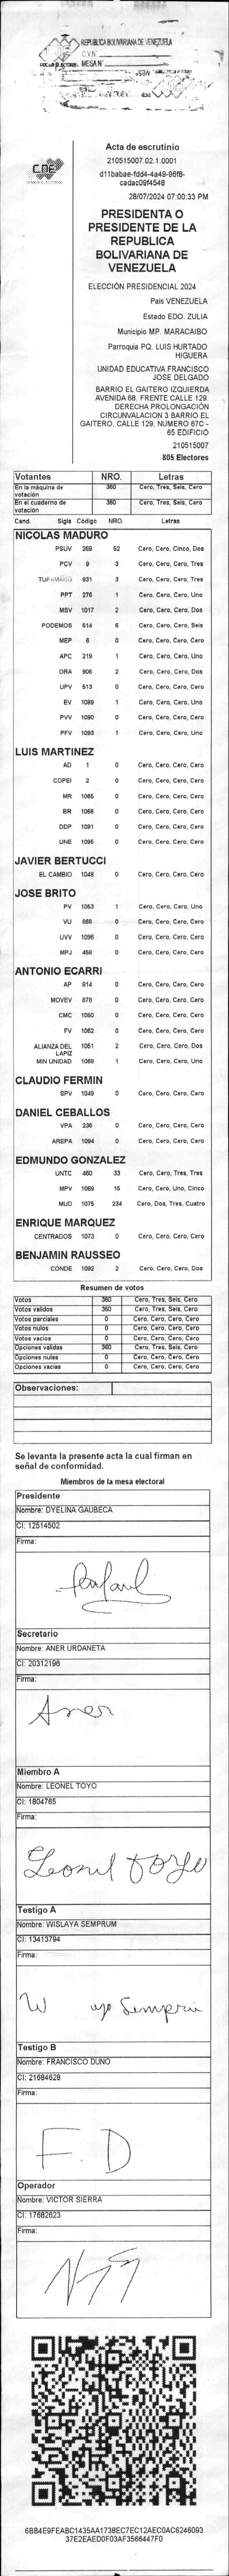 REPUBLICA BOLIVARIANA DE VENEZUELA
C.V.N°
MESA N°
CNE
Acta de escrutinio
210515007.02.1.0001
d11babae-fdd4-4a49-96f8-
cadac09f4548
28/07/2024 07:00:33 PM
PRESIDENTA O
PRESIDENTE DE LA
REPUBLICA
BOLIVARIANA DE
VENEZUELA
ELECCIÓN PRESIDENCIAL 2024
País VENEZUELA
Estado EDO. ZULIA
Municipio MP. MARACAIBO
Parroquia PQ. LUIS HURTADO
HIGUERA
UNIDAD EDUCATIVA FRANCISCO
JOSE DELGADO
BARRIO EL GAITERO IZQUIERDA
AVENIDA 68. FRENTE CALLE 129.
DERECHA PROLONGACIÓN
CIRCUNVALACIÓN 3 BARRIO EL
GAITERO, CALLE 129, NUMERO 67C -
65 EDIFICIO
210515007
805 Electores
Votantes NRO. Letras
En la máquina de votación 360 Cero, Tres, Seis, Cero
En el cuaderno de votación 360 Cero, Tres, Seis, Cero
Cand. Sigla Código NRO. Letras
NICOLAS MADURO
PSUV 269 52 Cero, Cero, Cinco, Dos
PCV 9 3 Cero, Cero, Cero, Tres
TUPAMARO 931 3 Cero, Cero, Cero, Tres
PPT 276 1 Cero, Cero, Cero, Uno
MSV 1017 2 Cero, Cero, Cero, Dos
PODEMOS 514 6 Cero, Cero, Cero, Seis
MEP 6 0 Cero, Cero, Cero, Cero
APC 219 1 Cero, Cero, Cero, Uno
ORA 906 2 Cero, Cero, Cero, Dos
UPV 513 0 Cero, Cero, Cero, Cero
EV 1089 1 Cero, Cero, Cero, Uno
PVV 1090 0 Cero, Cero, Cero, Cero
PFV 1093 1 Cero, Cero, Cero, Uno
LUIS MARTINEZ
AD 1 0 Cero, Cero, Cero, Cero
COPEI 2 0 Cero, Cero, Cero, Cero
MR 1065 0 Cero, Cero, Cero, Cero
BR 1066 0 Cero, Cero, Cero, Cero
DDP 1091 0 Cero, Cero, Cero, Cero
UNE 1095 0 Cero, Cero, Cero, Cero
JAVIER BERTUCCI
EL CAMBIO 1048 0 Cero, Cero, Cero, Cero
JOSE BRITO
PV 1053 1 Cero, Cero, Cero, Uno
VU 868 0 Cero, Cero, Cero, Cero
UVV 1096 0 Cero, Cero, Cero, Cero
MPJ 458 0 Cero, Cero, Cero, Cero
ANTONIO ECARRI
AP 814 0 Cero, Cero, Cero, Cero
MOVEV 878 0 Cero, Cero, Cero, Cero
CMC 1050 0 Cero, Cero, Cero, Cero
FV 1062 0 Cero, Cero, Cero, Cero
ALIANZA DEL LAPIZ 1051 2 Cero, Cero, Cero, Dos
MIN UNIDAD 1068 1 Cero, Cero, Cero, Uno
CLAUDIO FERMIN
SPV 1049 0 Cero, Cero, Cero, Cero
DANIEL CEBALLOS
VPA 236 0 Cero, Cero, Cero, Cero
AREPA 1094 0 Cero, Cero, Cero, Cero
EDMUNDO GONZALEZ
UNTC 460 33 Cero, Cero, Tres, Tres
MPV 1069 15 Cero, Cero, Uno, Cinco
MUD 1075 234 Cero, Dos, Tres, Cuatro
ENRIQUE MARQUEZ
CENTRADOS 1073 0 Cero, Cero, Cero, Cero
BENJAMIN RAUSSEO
CONDE 1092 2 Cero, Cero, Cero, Dos
Resumen de votos
Votos 360 Cero, Tres, Seis, Cero
Votos validos 360 Cero, Tres, Seis, Cero
Votos parciales 0 Cero, Cero, Cero, Cero
Votos nulos 0 Cero, Cero, Cero, Cero
Votos vacios 0 Cero, Cero, Cero, Cero
Opciones validas 360 Cero, Tres, Seis, Cero
Opciones nulas 0 Cero, Cero, Cero, Cero
Opciones vacias 0 Cero, Cero, Cero, Cero
Observaciones:
Se levanta la presente acta la cual firman en
señal de conformidad.
Miembros de la mesa electoral
Presidente
Nombre: DYELINA GAUBECA
CI: 12514502
Firma:
Secretario
Nombre: ANER URDANETA
CI: 20312196
Firma:
Aner
Miembro A
Nombre: LEONEL TOYO
CI: 1804765
Firma:
Leonel Toyo
Testigo A
Nombre: WISLAYA SEMPRUM
CI: 13413794
Firma:
Testigo B
Nombre: FRANCISCO DUNO
CI: 21684628
Firma:
F.D
Operador
Nombre: VICTOR SIERRA
CI: 17682623
Firma:
6BB4E9FEABC1435AA1738EC7EC12AEC0AC6246093
37E2EAED0F03AF3566447F0